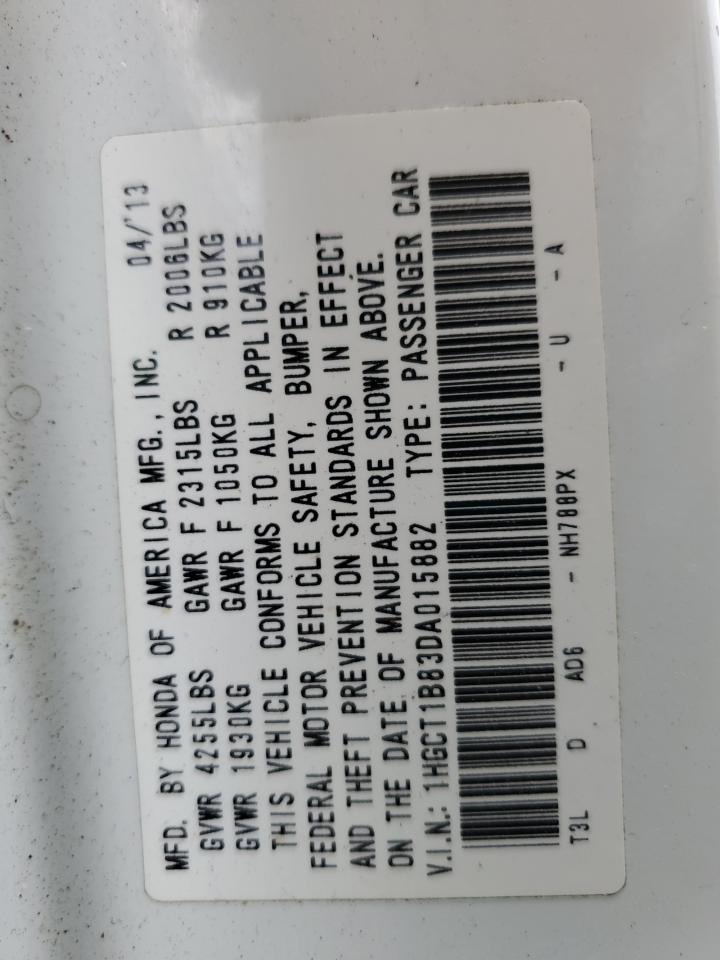 MFD. BY HONDA OF AMERICA MFG., INC. 04/'13
GVWR 4255LBS GAWR F 2315LBS R 2006LBS
GVWR 1930KG GAWR F 1050KG R 910KG
THIS VEHICLE CONFORMS TO ALL APPLICABLE
FEDERAL MOTOR VEHICLE SAFETY, BUMPER,
AND THEFT PREVENTION STANDARDS IN EFFECT
ON THE DATE OF MANUFACTURE SHOWN ABOVE.
V.I.N.: 1HGCT1B83DA015882 TYPE: PASSENGER CAR
T3L D AD6 - NH788PX - U - A